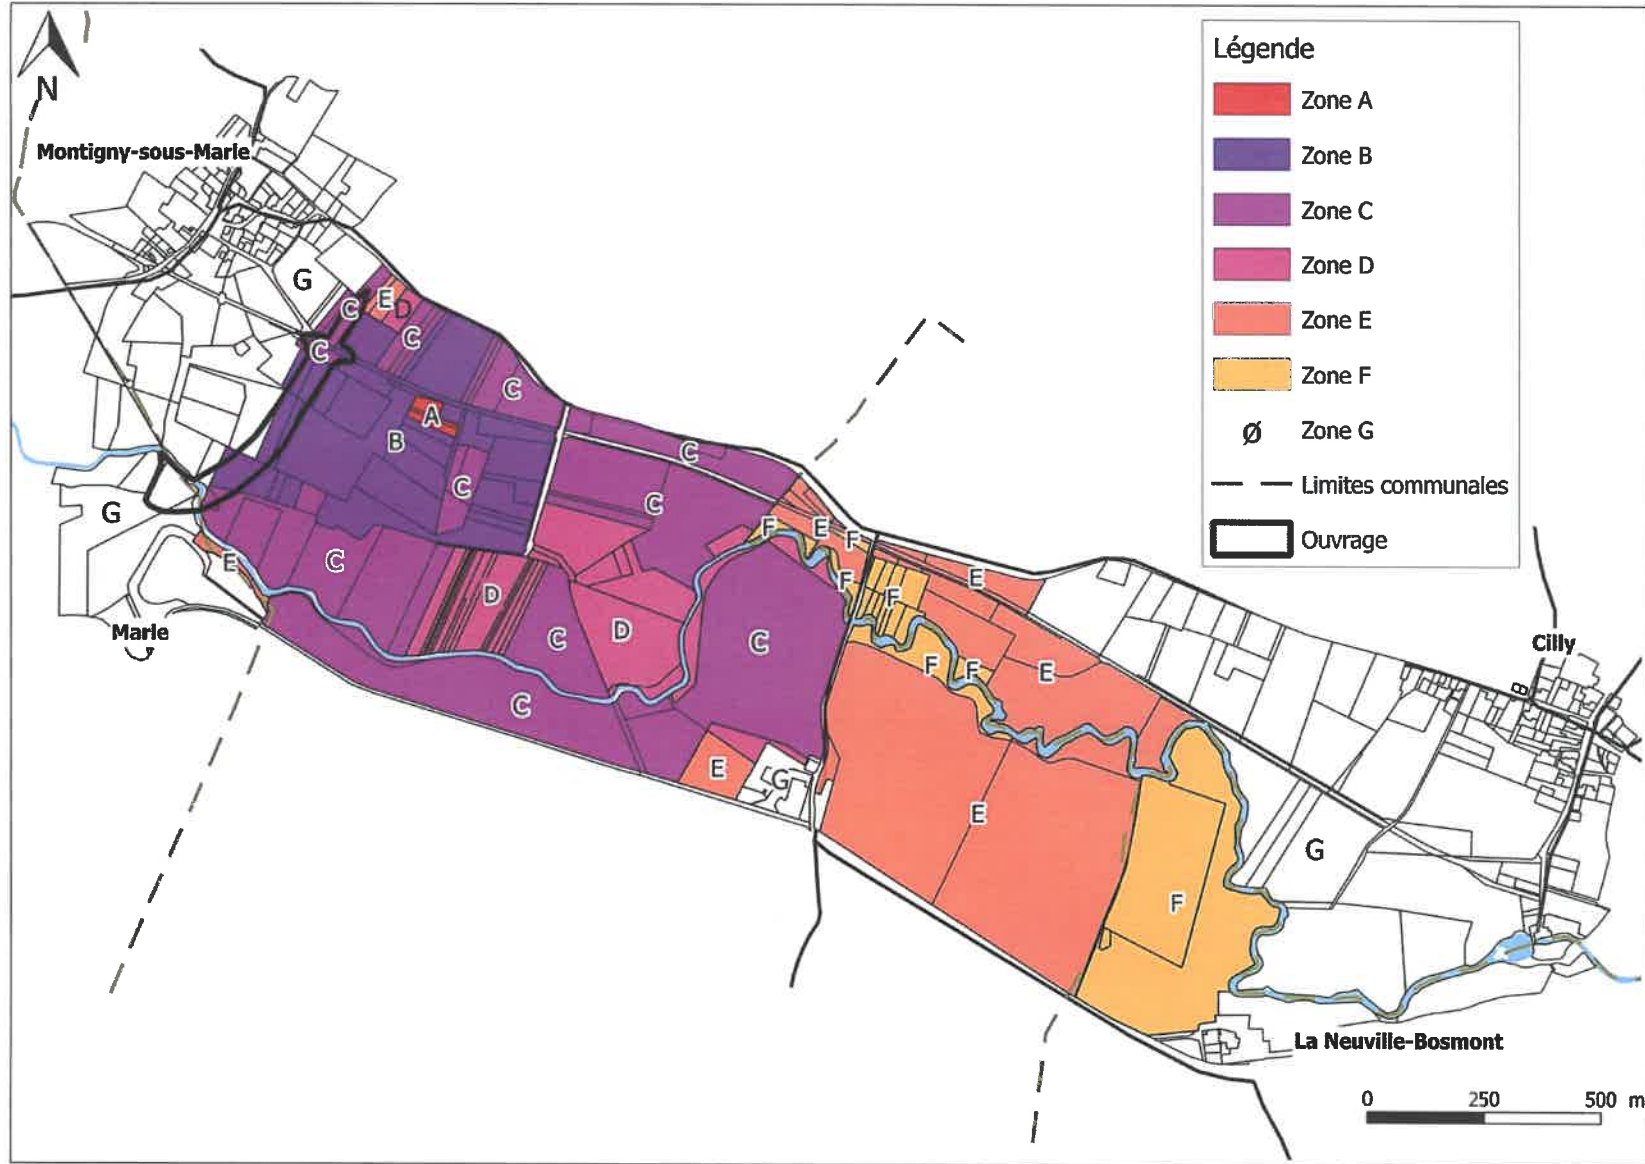 N
Montigny-sous-Marle
Légende
Zone A
Zone B
Zone C
Zone D
Zone E
Zone F
Ø Zone G
Limites communales
Ouvrage
G
C
E
D
C
C
C
A
B
C
C
C
G
E
C
D
C
D
C
C
E
G
F
E
F
F
F
E
F
F
E
E
F
G
Marle
Cilly
La Neuville-Bosmont
0 250 500 m